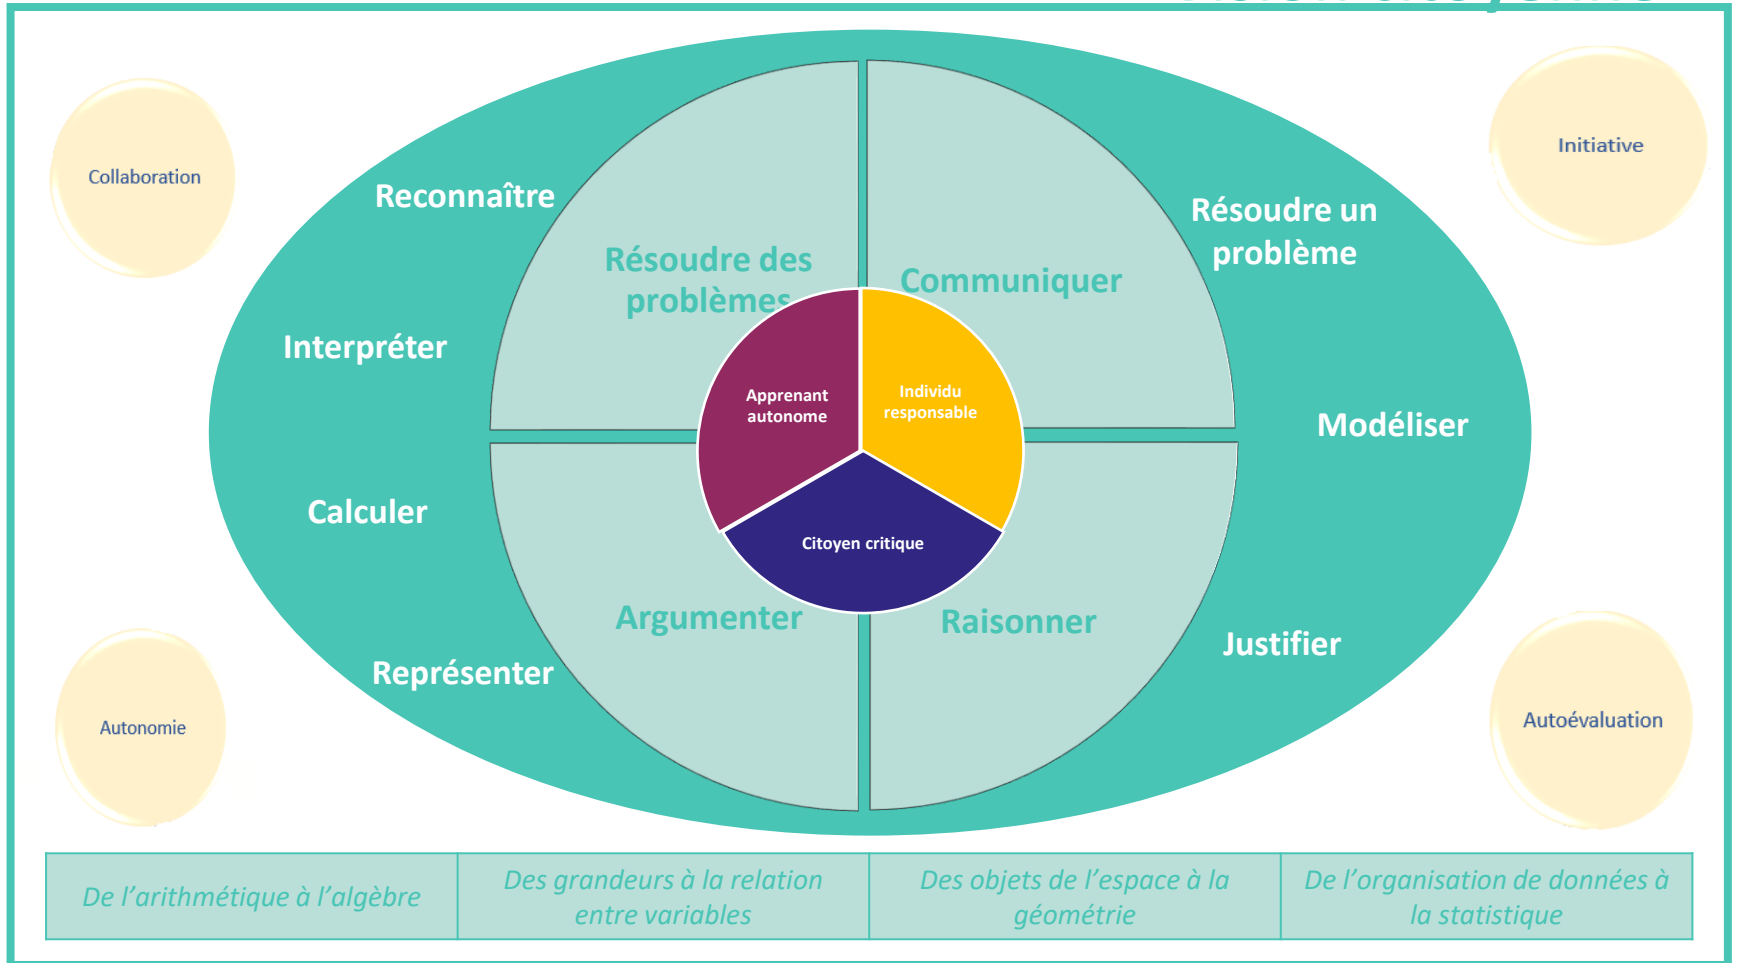 Collaboration
Initiative
Reconnaître
Résoudre un
problème
Résoudre des
problèmes
Communiquer
Interpréter
Apprenant
autonome
Individu
responsable
Modéliser
Calculer
Citoyen critique
Argumenter
Raisonner
Justifier
Représenter
Autonomie
Autoévaluation
De l’arithmétique à l’algèbre
Des grandeurs à la relation
entre variables
Des objets de l’espace à la
géométrie
De l’organisation de données à
la statistique